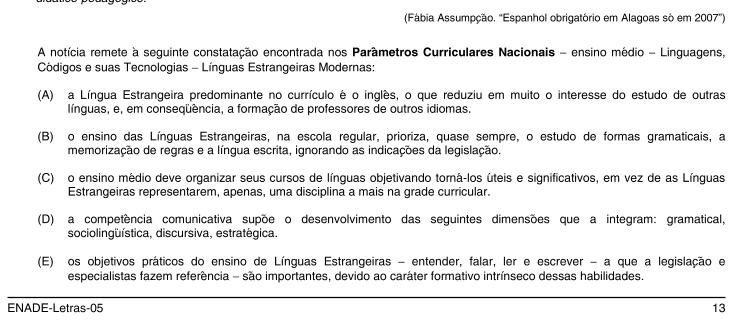 didático pedagógico.
(Fábia Assumpção. “Espanhol obrigatório em Alagoas só em 2007”)
A notícia remete à seguinte constatação encontrada nos Parâmetros Curriculares Nacionais – ensino médio – Linguagens,
Códigos e suas Tecnologias – Línguas Estrangeiras Modernas:
(A) a Língua Estrangeira predominante no currículo é o inglês, o que reduziu em muito o interesse do estudo de outras
línguas, e, em conseqüência, a formação de professores de outros idiomas.
(B) o ensino das Línguas Estrangeiras, na escola regular, prioriza, quase sempre, o estudo de formas gramaticais, a
memorização de regras e a língua escrita, ignorando as indicações da legislação.
(C) o ensino médio deve organizar seus cursos de línguas objetivando torná-los úteis e significativos, em vez de as Línguas
Estrangeiras representarem, apenas, uma disciplina a mais na grade curricular.
(D) a competência comunicativa supõe o desenvolvimento das seguintes dimensões que a integram: gramatical,
sociolingüística, discursiva, estratégica.
(E) os objetivos práticos do ensino de Línguas Estrangeiras – entender, falar, ler e escrever – a que a legislação e
especialistas fazem referência – são importantes, devido ao caráter formativo intrínseco dessas habilidades.
ENADE-Letras-05 13